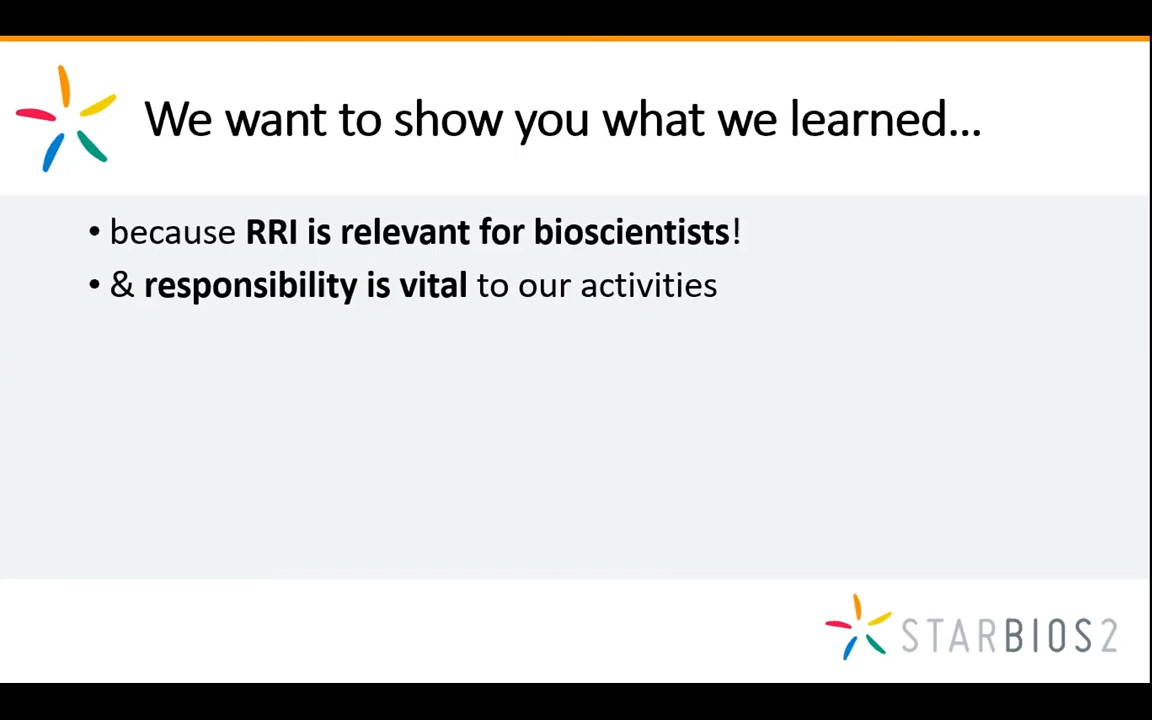 We want to show you what we learned...
• because RRI is relevant for bioscientists!
• & responsibility is vital to our activities
STARBIOS2